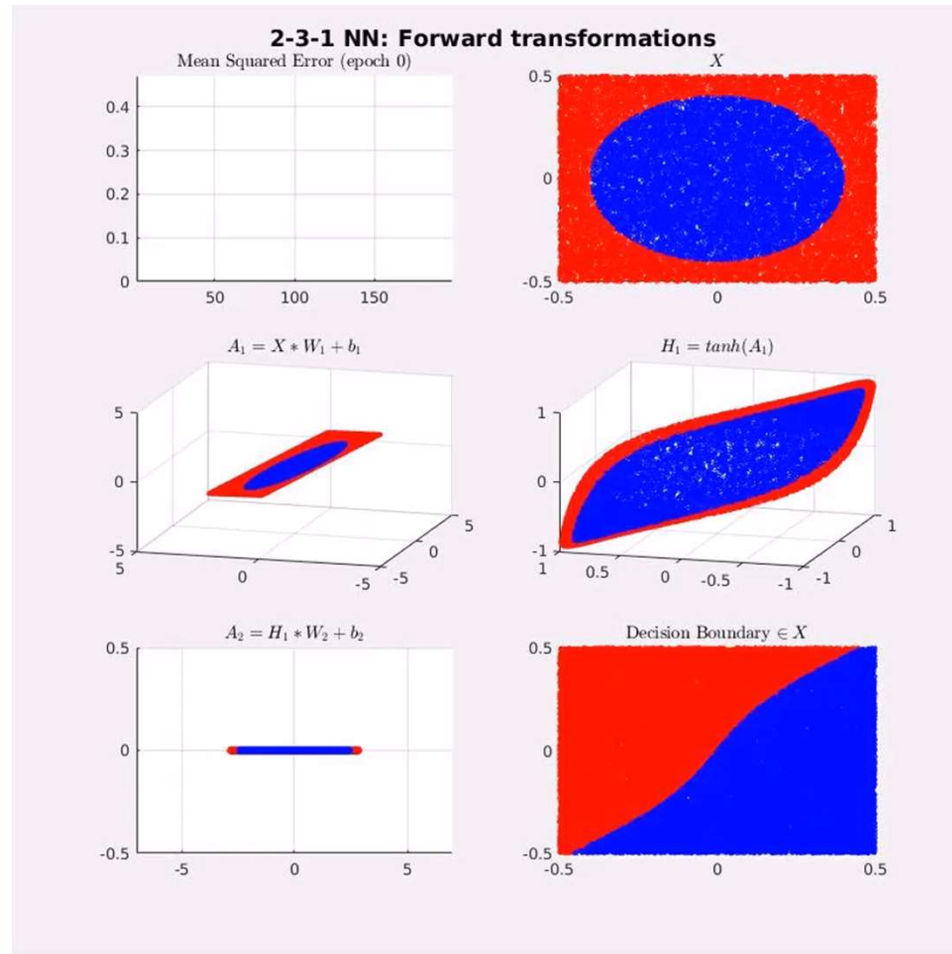 2-3-1 NN: Forward transformations
Mean Squared Error (epoch 0)
0.4
0.3
0.2
0.1
0
50 100 150
X
0.5
0
-0.5
-0.5 0 0.5
A₁ = X * W₁ + b₁
5
0
-5
5 0 -5
-5 0 5
H₁ = tanh(A₁)
1
0
-1
1 0.5 0 -0.5 -1
-1 0 1
A₂ = H₁ * W₂ + b₂
0.5
0
-0.5
-5 0 5
Decision Boundary ∈ X
0.5
0
-0.5
-0.5 0 0.5